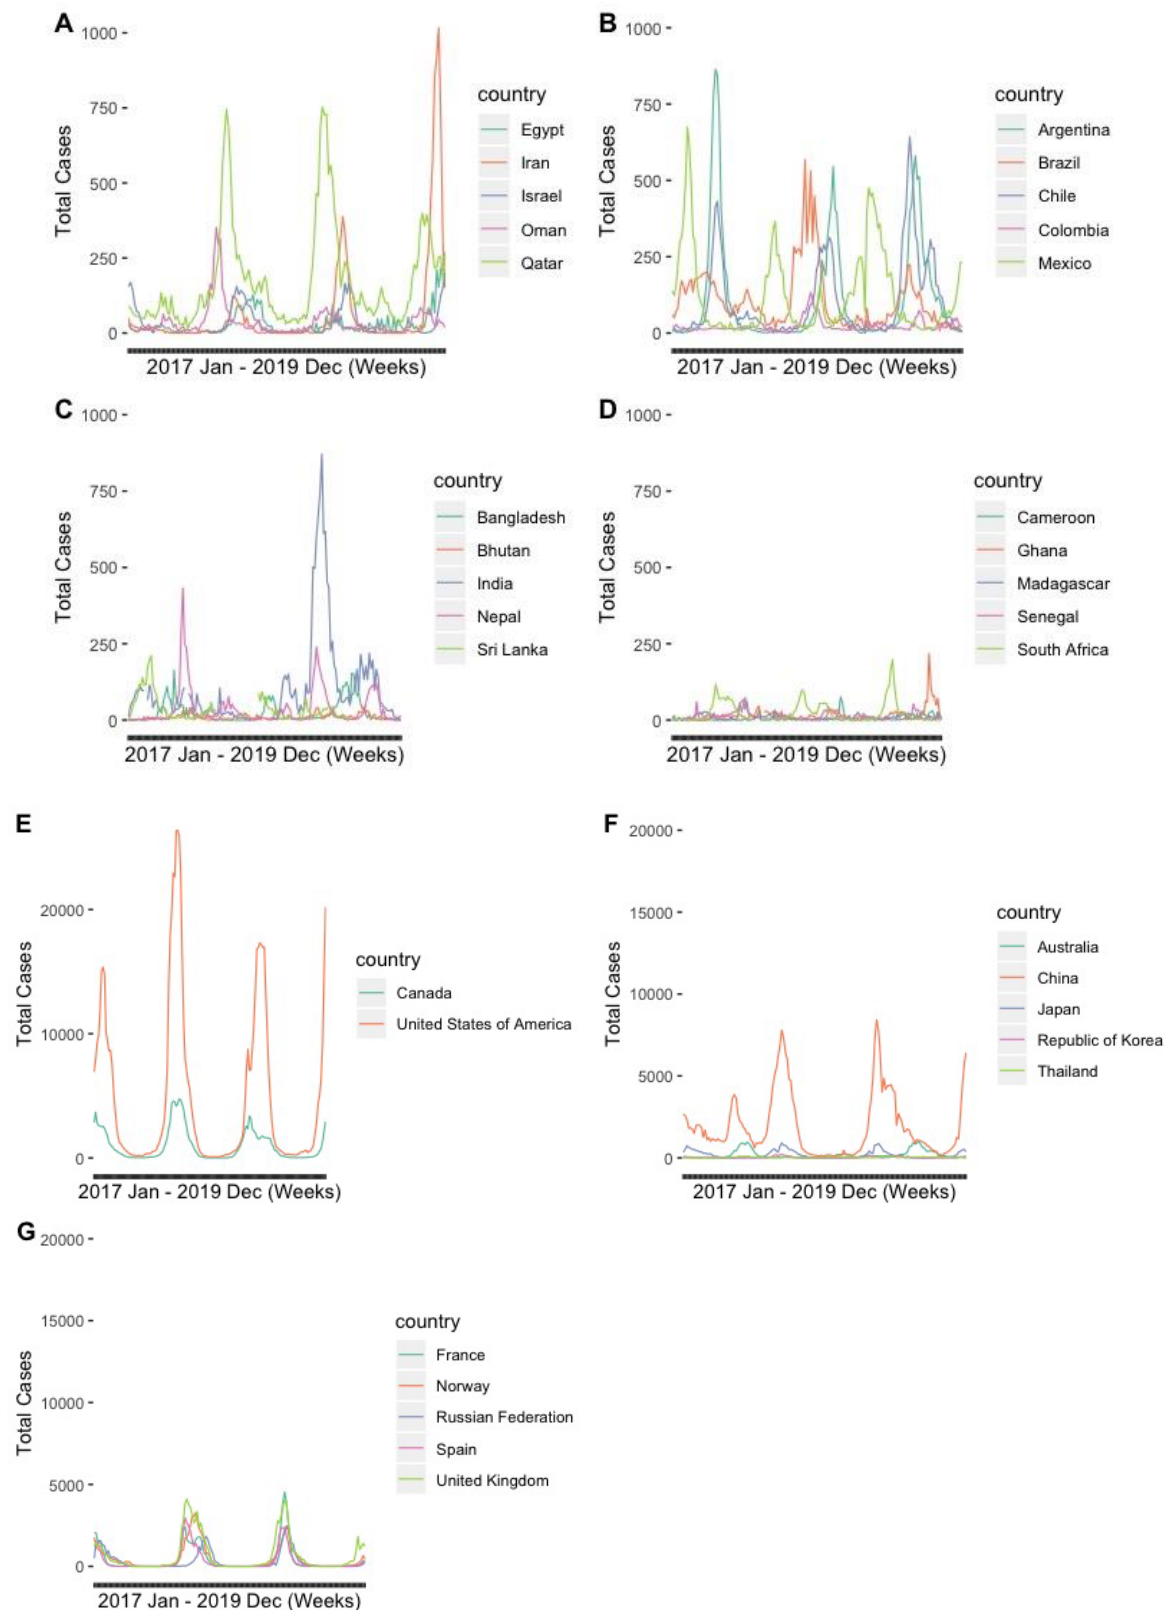 A
1000
750
500
250
0
Total Cases
2017 Jan - 2019 Dec (Weeks)
country
Egypt
Iran
Israel
Oman
Qatar
B
1000
750
500
250
0
Total Cases
2017 Jan - 2019 Dec (Weeks)
country
Argentina
Brazil
Chile
Colombia
Mexico
C
1000
750
500
250
0
Total Cases
2017 Jan - 2019 Dec (Weeks)
country
Bangladesh
Bhutan
India
Nepal
Sri Lanka
D
1000
750
500
250
0
Total Cases
2017 Jan - 2019 Dec (Weeks)
country
Cameroon
Ghana
Madagascar
Senegal
South Africa
E
20000
10000
0
Total Cases
2017 Jan - 2019 Dec (Weeks)
country
Canada
United States of America
F
20000
15000
10000
5000
0
Total Cases
2017 Jan - 2019 Dec (Weeks)
country
Australia
China
Japan
Republic of Korea
Thailand
G
20000
15000
10000
5000
0
Total Cases
2017 Jan - 2019 Dec (Weeks)
country
France
Norway
Russian Federation
Spain
United Kingdom